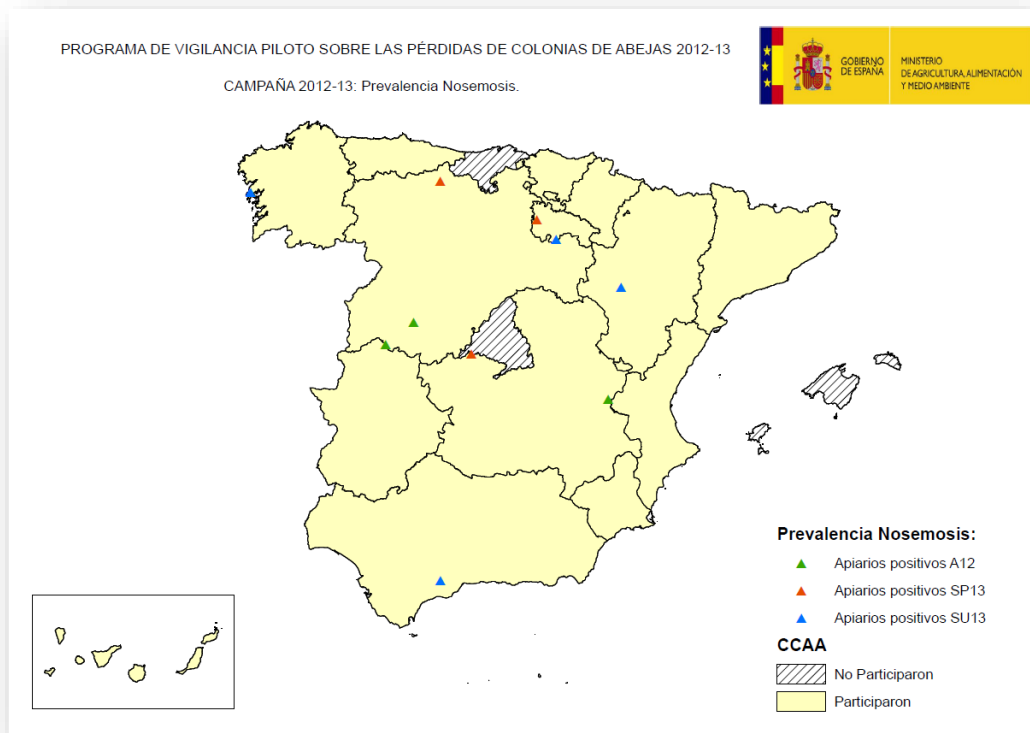 PROGRAMA DE VIGILANCIA PILOTO SOBRE LAS PÉRDIDAS DE COLONIAS DE ABEJAS 2012-13
CAMPAÑA 2012-13: Prevalencia Nosemosis.
GOBIERNO
DE ESPAÑA
MINISTERIO
DE AGRICULTURA, ALIMENTACIÓN
Y MEDIO AMBIENTE
Prevalencia Nosemosis:
Apiarios positivos A12
Apiarios positivos SP13
Apiarios positivos SU13
CCAA
No Participaron
Participaron